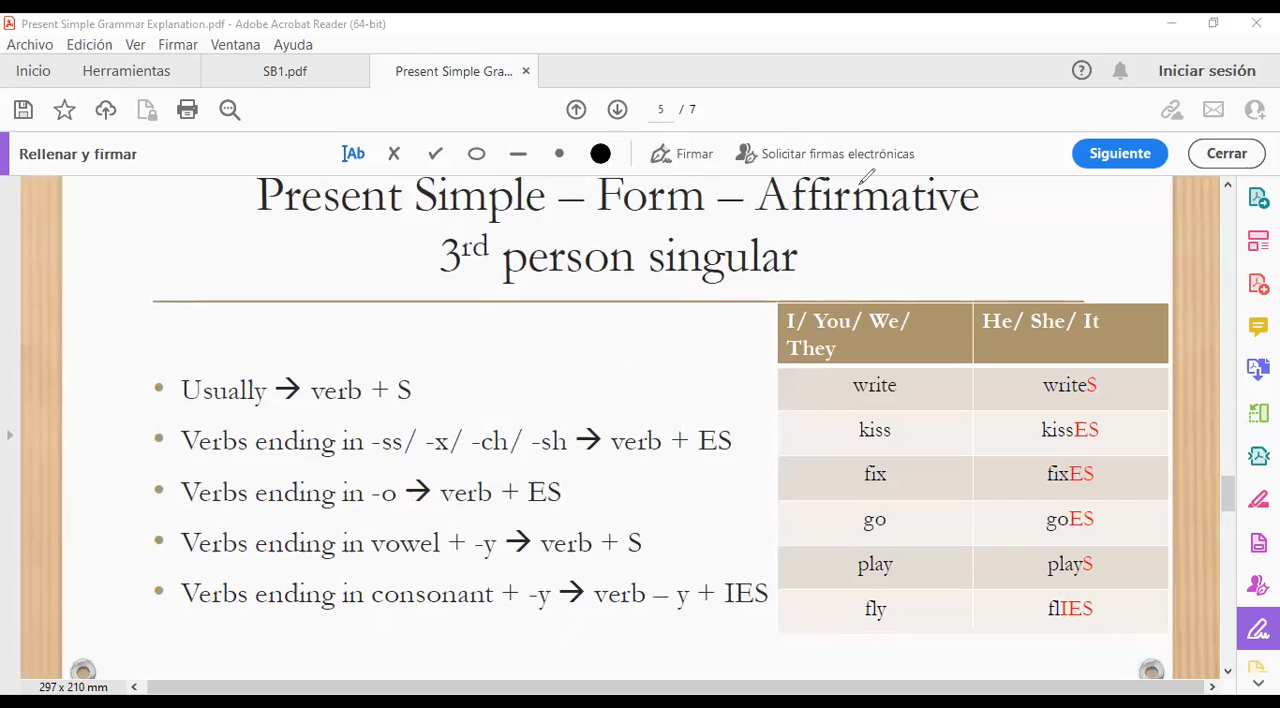 Present Simple Grammar Explanation.pdf - Adobe Acrobat Reader (64-bit)
Archivo Edición Ver Firmar Ventana Ayuda
Inicio Herramientas SB1.pdf Present Simple Gra... × Iniciar sesión
5 / 7
Rellenar y firmar Ab Firmar Solicitar firmas electrónicas Siguiente Cerrar
Present Simple – Form – Affirmative
3rd person singular
I/ You/ We/ They He/ She/ It
• Usually → verb + S
• Verbs ending in -ss/ -x/ -ch/ -sh → verb + ES
• Verbs ending in -o → verb + ES
• Verbs ending in vowel + -y → verb + S
• Verbs ending in consonant + -y → verb – y + IES
write writeS
kiss kissES
fix fixES
go goES
play playS
fly flIES
297 x 210 mm